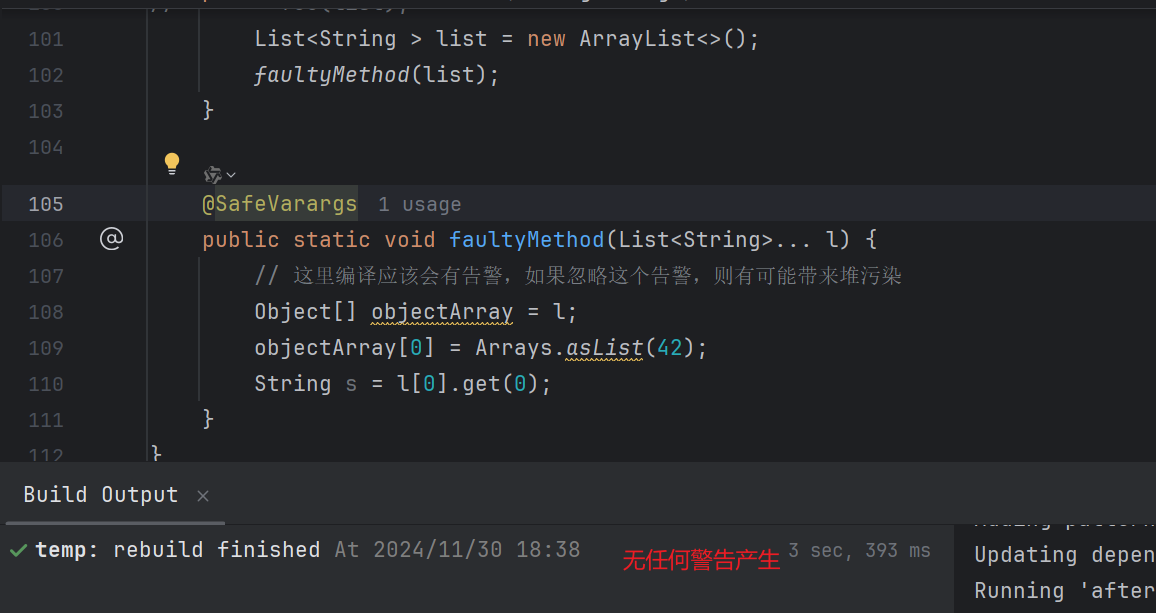 101 List<String > list = new ArrayList<>();
102 faultyMethod(list);
103 }
104
105 @SafeVarargs 1 usage
106 public static void faultyMethod(List<String>... l) {
107 // 这里编译应该会有告警，如果忽略这个告警，则有可能带来堆污染
108 Object[] objectArray = l;
109 objectArray[0] = Arrays.asList(42);
110 String s = l[0].get(0);
111 }
112 }
Build Output ×
temp: rebuild finished At 2024/11/30 18:38 无任何警告产生 3 sec, 393 ms
Updating depen
Running 'after